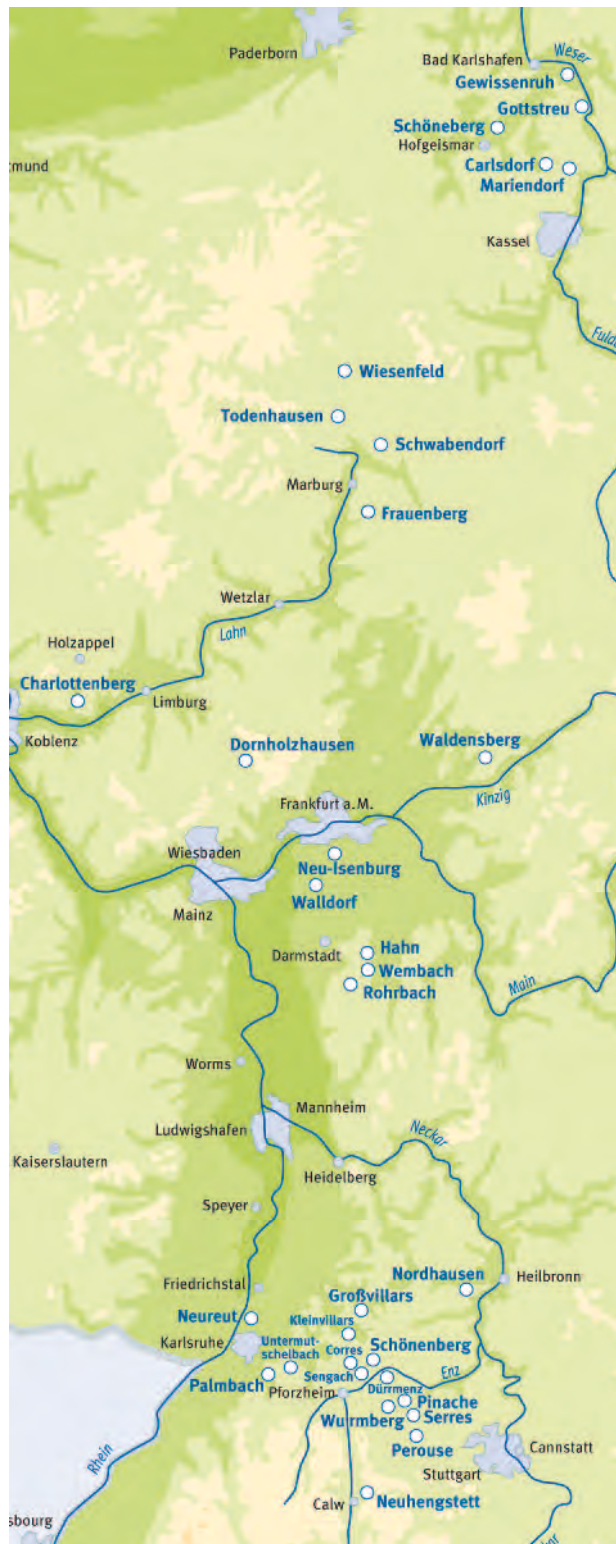 Paderborn
Bad Karlshafen
Weser
Gewissenruh
Gottstreu
Schöneberg
Hofgeismar
tmund
Carlsdorf
Mariendorf
Kassel
Fulda
Wiesenfeld
Todenhausen
Schwabendorf
Marburg
Frauenberg
Wetzlar
Lahn
Holzappel
Charlottenberg
Limburg
Koblenz
Dornholzhausen
Waldensberg
Kinzig
Frankfurt a.M.
Wiesbaden
Neu-Isenburg
Walldorf
Mainz
Darmstadt
Hahn
Wembach
Rohrbach
Main
Worms
Mannheim
Ludwigshafen
Neckar
Kaiserslautern
Heidelberg
Speyer
Friedrichstal
Nordhausen
Heilbronn
Großvillars
Neureut
Kleinvillars
Karlsruhe
Untermut-
schelbach
Corres
Schönenberg
Sengach
Enz
Palmbach
Pforzheim
Dürrmenz
Pinache
Wurmberg
Serres
Perouse
Cannstatt
Stuttgart
Rhein
Neuhengstett
Calw
sbourg